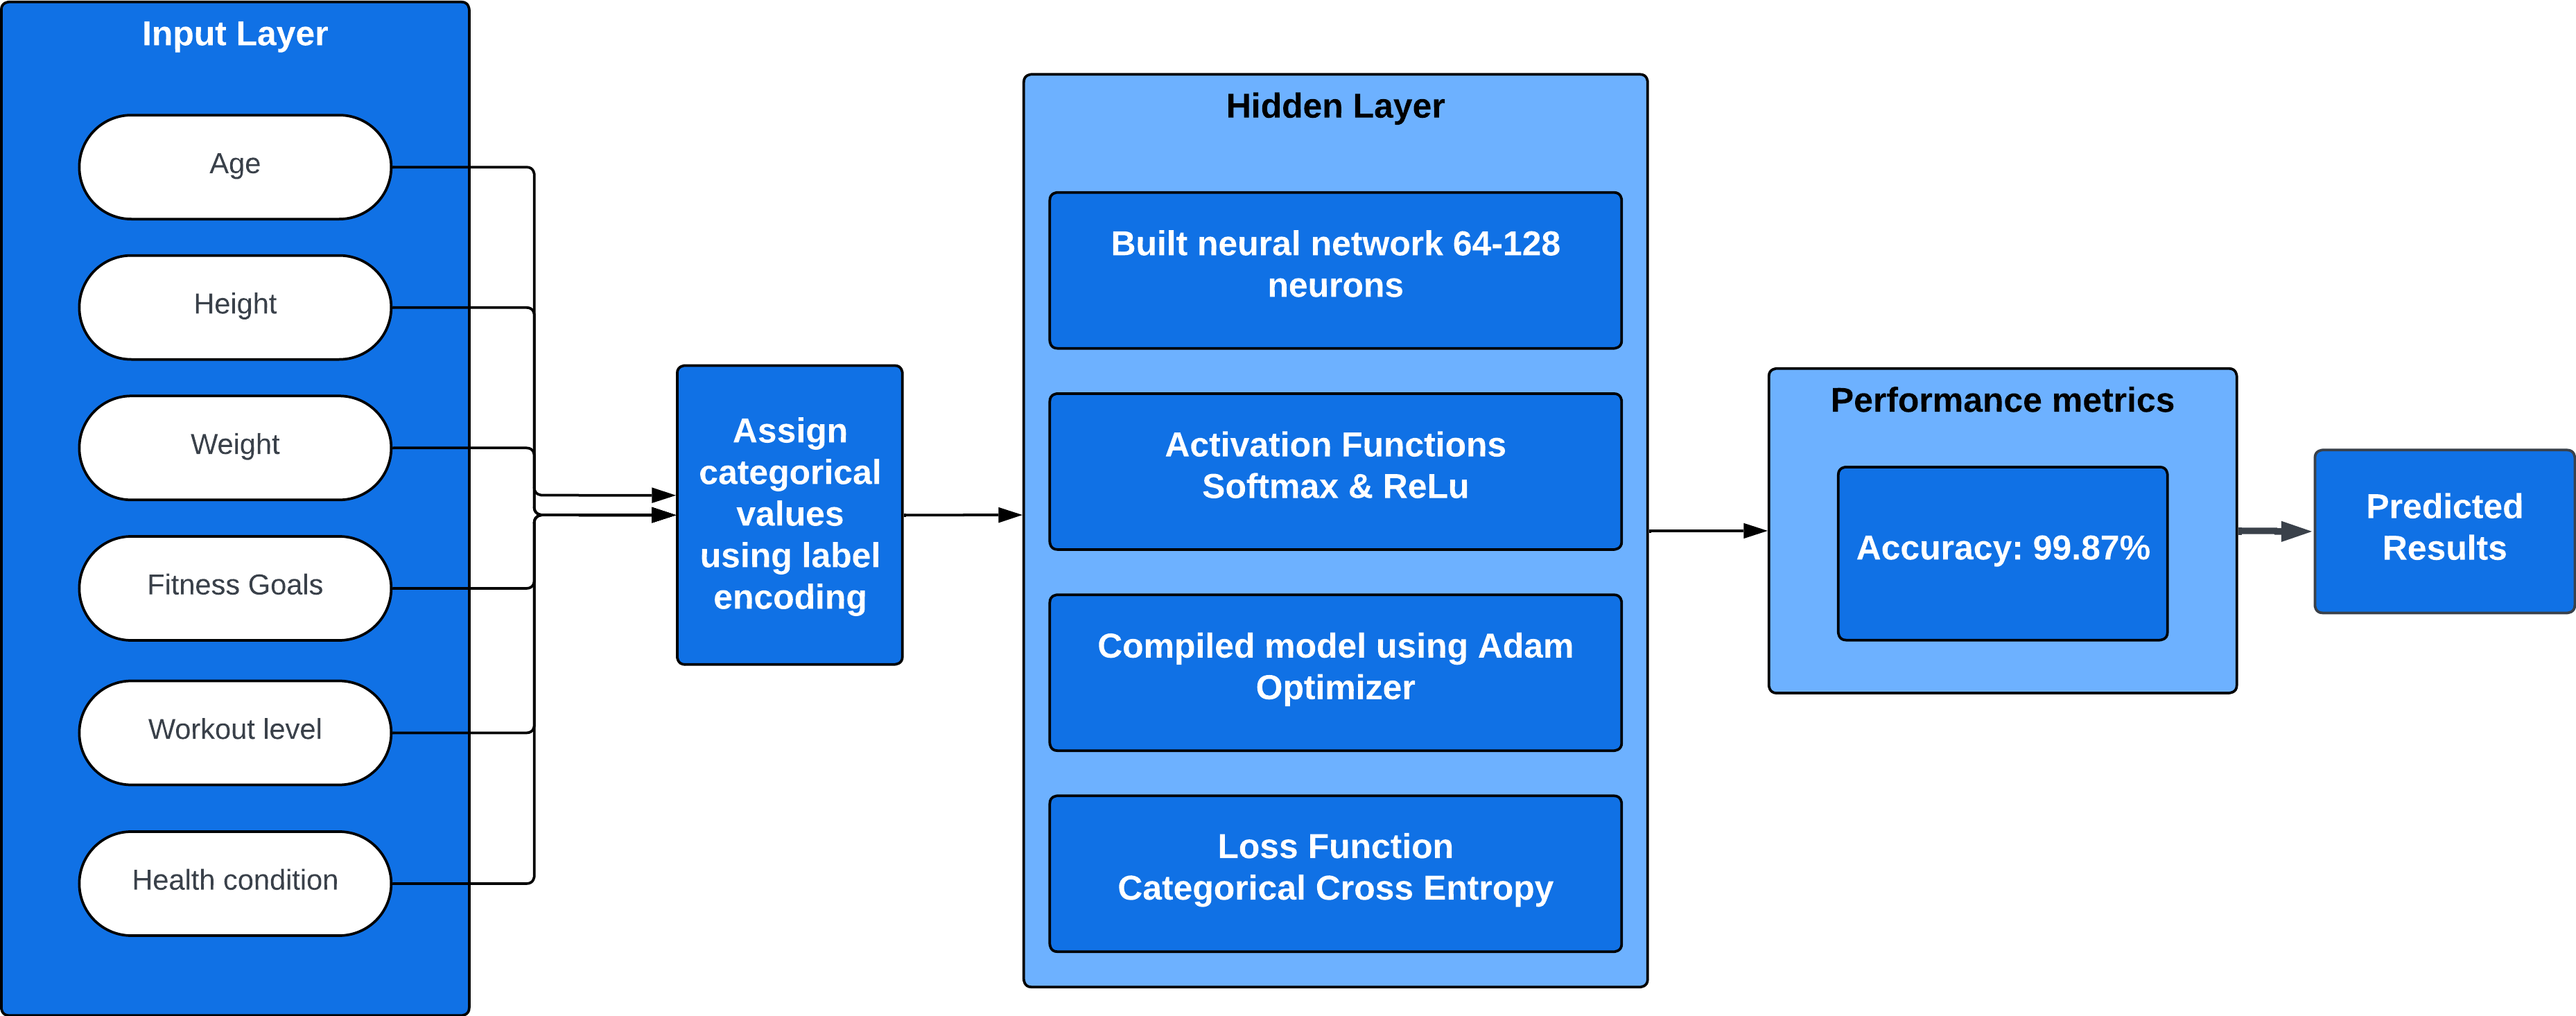 Input Layer
Age
Height
Weight
Fitness Goals
Workout level
Health condition
Assign
categorical
values
using label
encoding
Hidden Layer
Built neural network 64-128
neurons
Activation Functions
Softmax & ReLu
Compiled model using Adam
Optimizer
Loss Function
Categorical Cross Entropy
Performance metrics
Accuracy: 99.87%
Predicted
Results